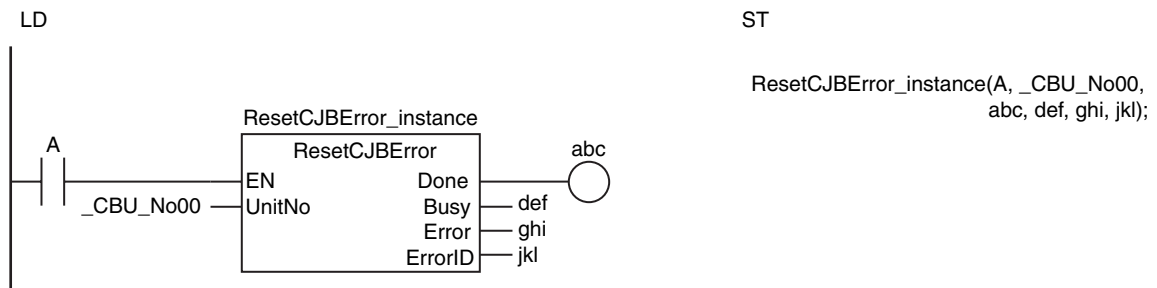 LD
ST
ResetCJBError_instance(A, _CBU_No00,
abc, def, ghi, jkl);
ResetCJBError_instance
A
ResetCJBError
abc
EN
Done
_CBU_No00
UnitNo
Busy
def
Error
ghi
ErrorID
jkl